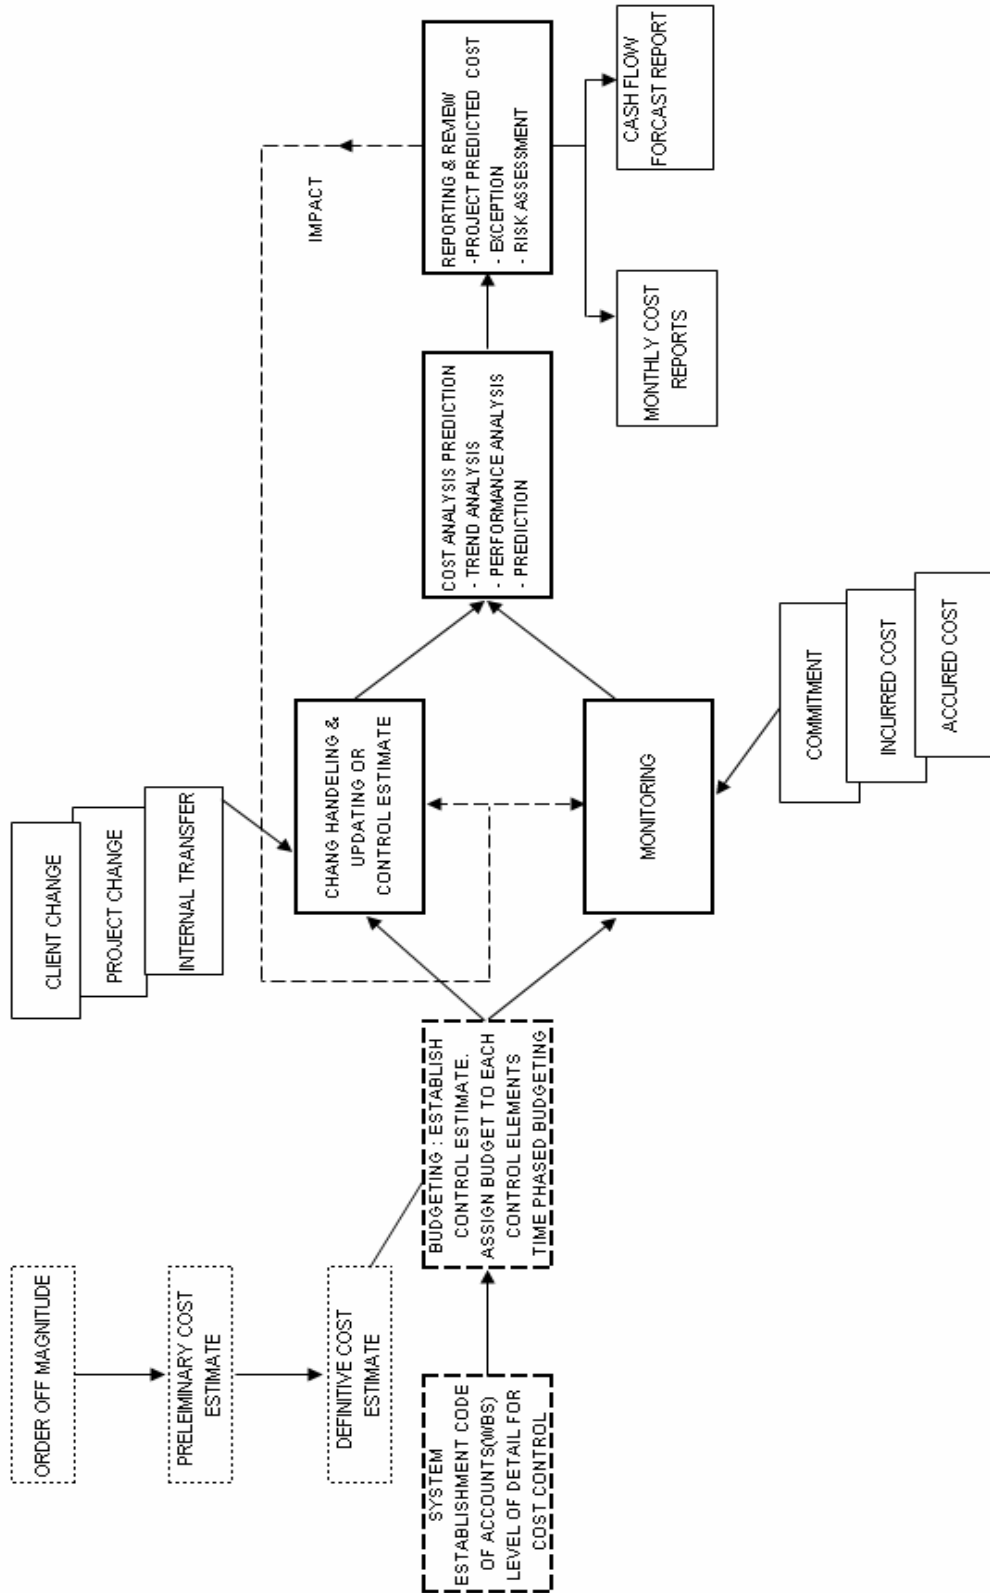 ORDER OFF MAGNITUDE
PRELEIMINARY COST
ESTIMATE
DEFINITIVE COST
ESTIMATE
SYSTEM
ESTABLISHMENT CODE
OF ACCOUNTS(WBS)
LEVEL OF DETAIL FOR
COST CONTROL
BUDGETING : ESTABLISH
CONTROL ESTIMATE.
ASSIGN BUDGET TO EACH
CONTROL ELEMENTS
TIME PHASED BUDGETING
CLIENT CHANGE
PROJECT CHANGE
INTERNAL TRANSFER
CHANG HANDELING &
UPDATING OR
CONTROL ESTIMATE
MONITORING
COMMITMENT
INCURRED COST
ACCURED COST
COST ANALYSIS PREDICTION
- TREND ANALYSIS
- PERFORMANCE ANALYSIS
- PREDICTION
IMPACT
REPORTING & REVIEW
-PROJECT PREDICTED COST
- EXCEPTION
- RISK ASSESSMENT
MONTHLY COST
REPORTS
CASH FLOW
FORCAST REPORT